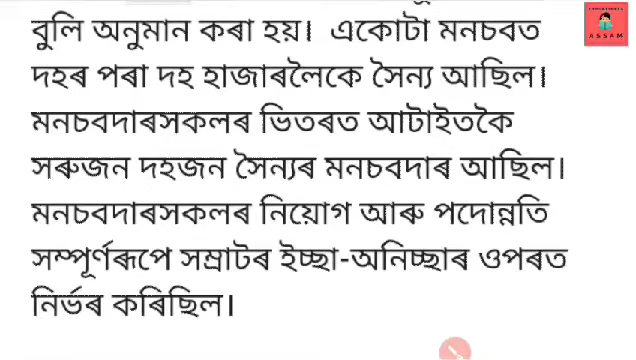 বুলি অনুমান কৰা হয়। একোটা মনচবত
দহৰ পৰা দহ হাজাৰলৈকে সৈন্য আছিল।
মনচবদাৰসকলৰ ভিতৰত আটাইতকৈ
সৰুজন দহজন সৈন্যৰ মনচবদাৰ আছিল।
মনচবদাৰসকলৰ নিয়োগ আৰু পদোন্নতি
সম্পূৰ্ণৰূপে সম্ৰাটৰ ইচ্ছা-অনিচ্ছাৰ ওপৰত
নিৰ্ভৰ কৰিছিল।
ASSAM